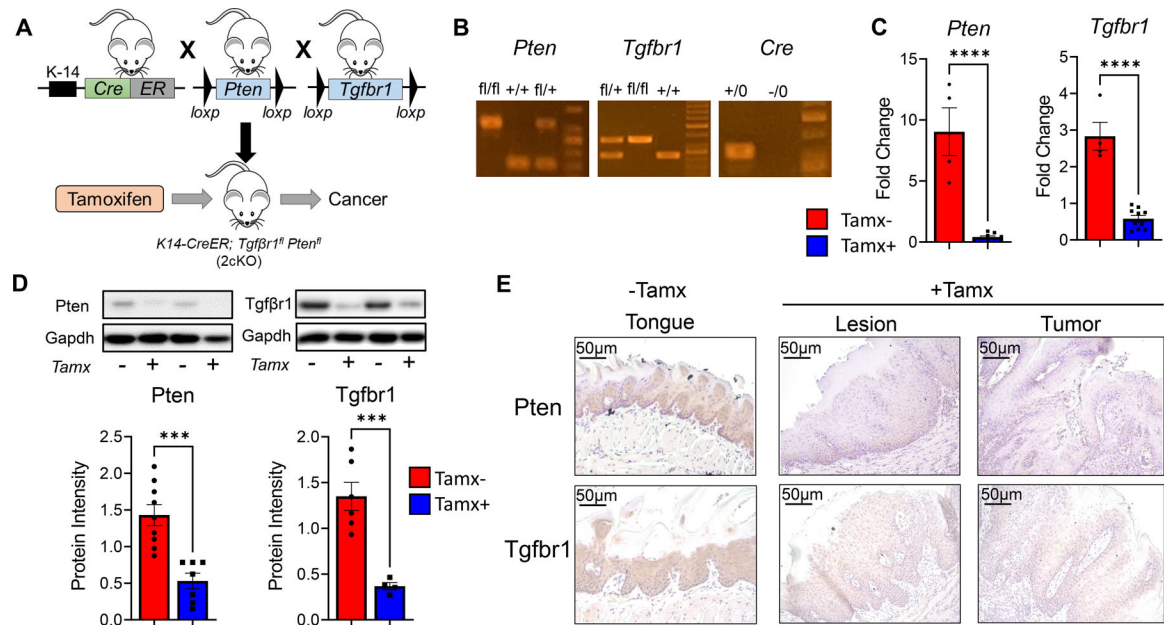 A
K-14
X
X
Cre
ER
Pten
Tgfbr1
loxp
loxp
loxp
loxp
Tamoxifen
Cancer
K14-CreER; Tgfβr1fl Ptenfl
(2cKO)
B
Pten
Tgfbr1
Cre
fl/fl +/+ fl/+
fl/+ fl/fl +/+
+/0 -/0
C
Pten
Tgfbr1
****
****
Fold Change
15
10
5
0
Fold Change
5
4
3
2
1
0
Tamx-
Tamx+
D
Pten
Gapdh
Tamx - + - +
Tgfβr1
Gapdh
Tamx - + - +
Pten
***
Protein Intensity
2.5
2.0
1.5
1.0
0.5
0.0
Tgfbr1
***
Protein Intensity
2.0
1.5
1.0
0.5
0.0
Tamx-
Tamx+
E
-Tamx
+Tamx
Tongue
Lesion
Tumor
Pten
50μm
50μm
50μm
Tgfbr1
50μm
50μm
50μm